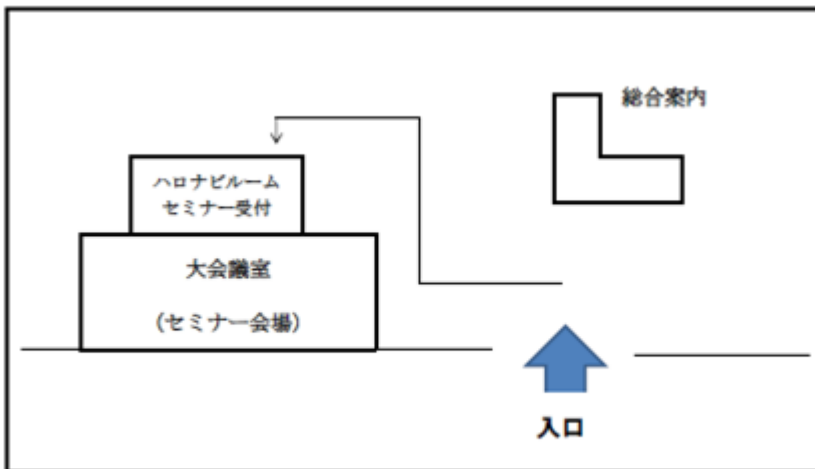 総合案内
ハロナビルーム
セミナー受付
大会議室
（セミナー会場）
入口